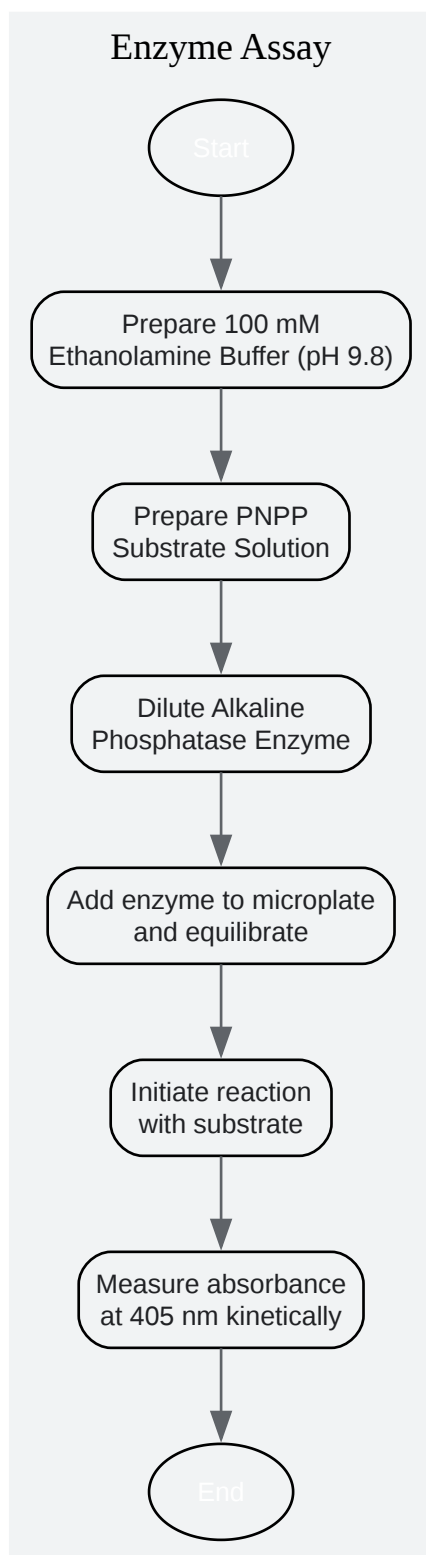 Enzyme Assay
Start
Prepare 100 mM
Ethanolamine Buffer (pH 9.8)
Prepare PNPP
Substrate Solution
Dilute Alkaline
Phosphatase Enzyme
Add enzyme to microplate
and equilibrate
Initiate reaction
with substrate
Measure absorbance
at 405 nm kinetically
End